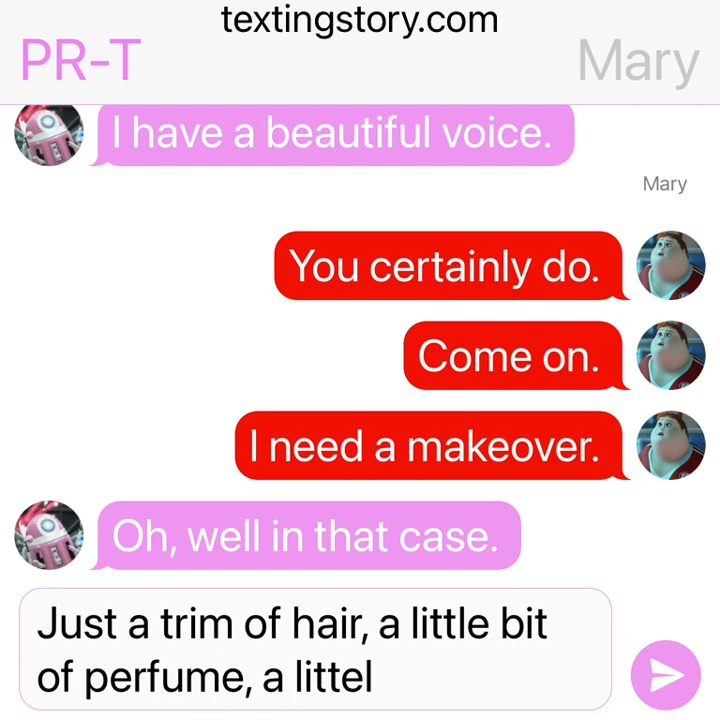 textingstory.com
PR-T
Mary
I have a beautiful voice.
Mary
You certainly do.
Come on.
I need a makeover.
Oh, well in that case.
Just a trim of hair, a little bit
of perfume, a littel